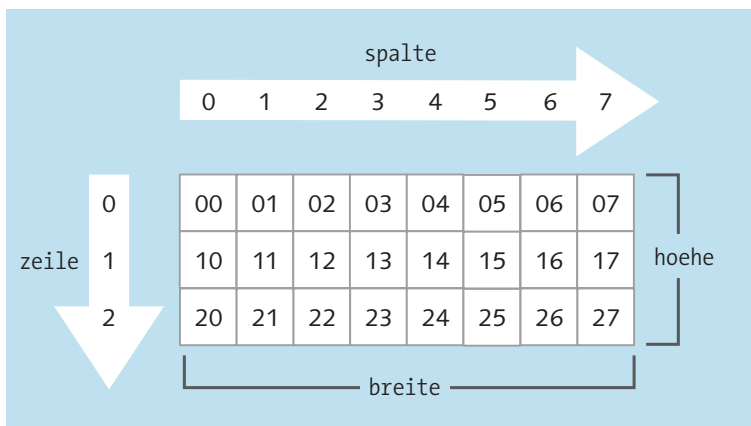 spalte
0 1 2 3 4 5 6 7
0 00 01 02 03 04 05 06 07
zeile 1 10 11 12 13 14 15 16 17 hoehe
2 20 21 22 23 24 25 26 27
breite